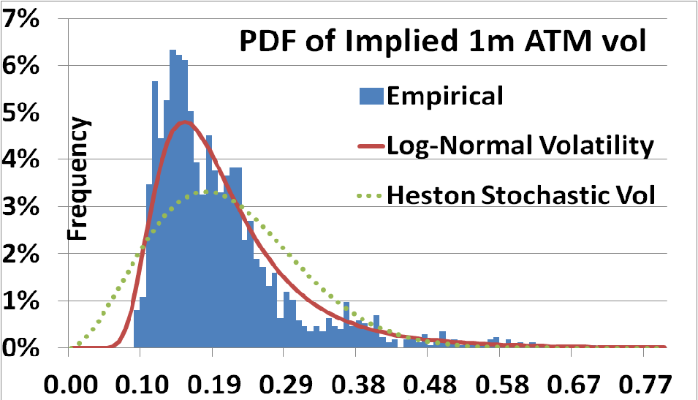 PDF of Implied 1m ATM vol
7%
6%
5%
4%
3%
2%
1%
0%
Frequency
Empirical
Log-Normal Volatility
Heston Stochastic Vol
0.00 0.10 0.19 0.29 0.38 0.48 0.58 0.67 0.77